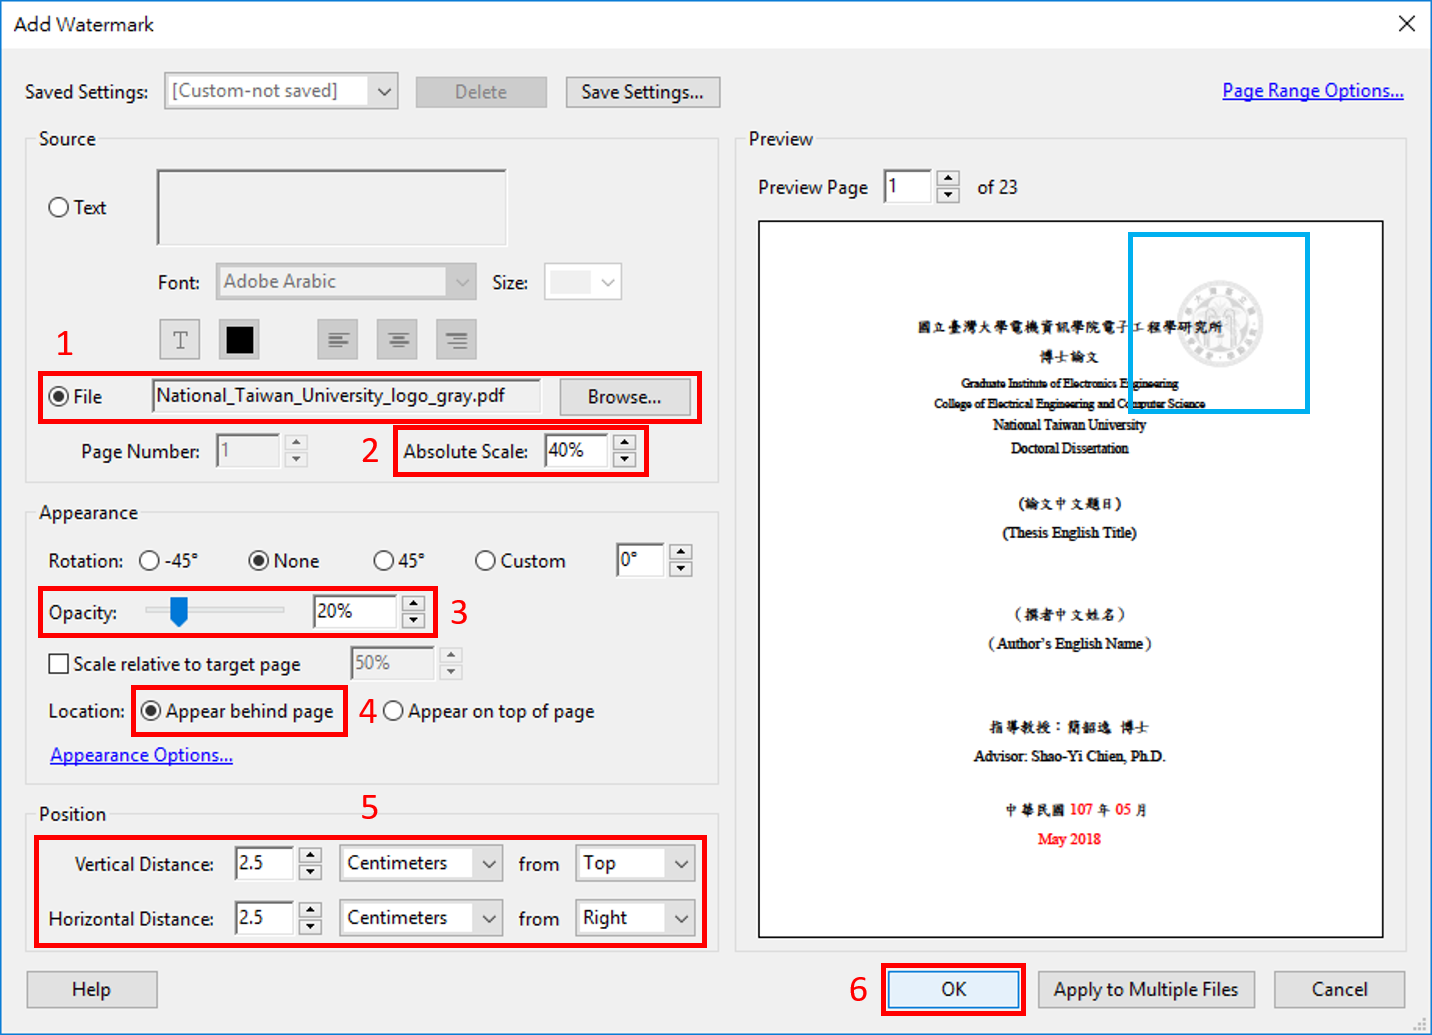 Add Watermark
Saved Settings: [Custom-not saved] Delete Save Settings... Page Range Options...
Source
Text
Font: Adobe Arabic Size:
T
1
File National_Taiwan_University_logo_gray.pdf Browse...
Page Number: 1 2 Absolute Scale: 40%
Appearance
Rotation: -45° None 45° Custom 0°
Opacity: 20% 3
Scale relative to target page 50%
Location: Appear behind page 4 Appear on top of page
Appearance Options...
5
Position
Vertical Distance: 2.5 Centimeters from Top
Horizontal Distance: 2.5 Centimeters from Right
Preview
Preview Page 1 of 23
國立臺灣大學電機資訊學院電子工程學研究所
博士論文
Graduate Institute of Electronics Engineering
College of Electrical Engineering and Computer Science
National Taiwan University
Doctoral Dissertation
(論文中文題目)
(Thesis English Title)
（撰者中文姓名）
（Author's English Name）
指導教授：簡韶逸 博士
Advisor: Shao-Yi Chien, Ph.D.
中華民國 107 年 05 月
May 2018
Help 6 OK Apply to Multiple Files Cancel